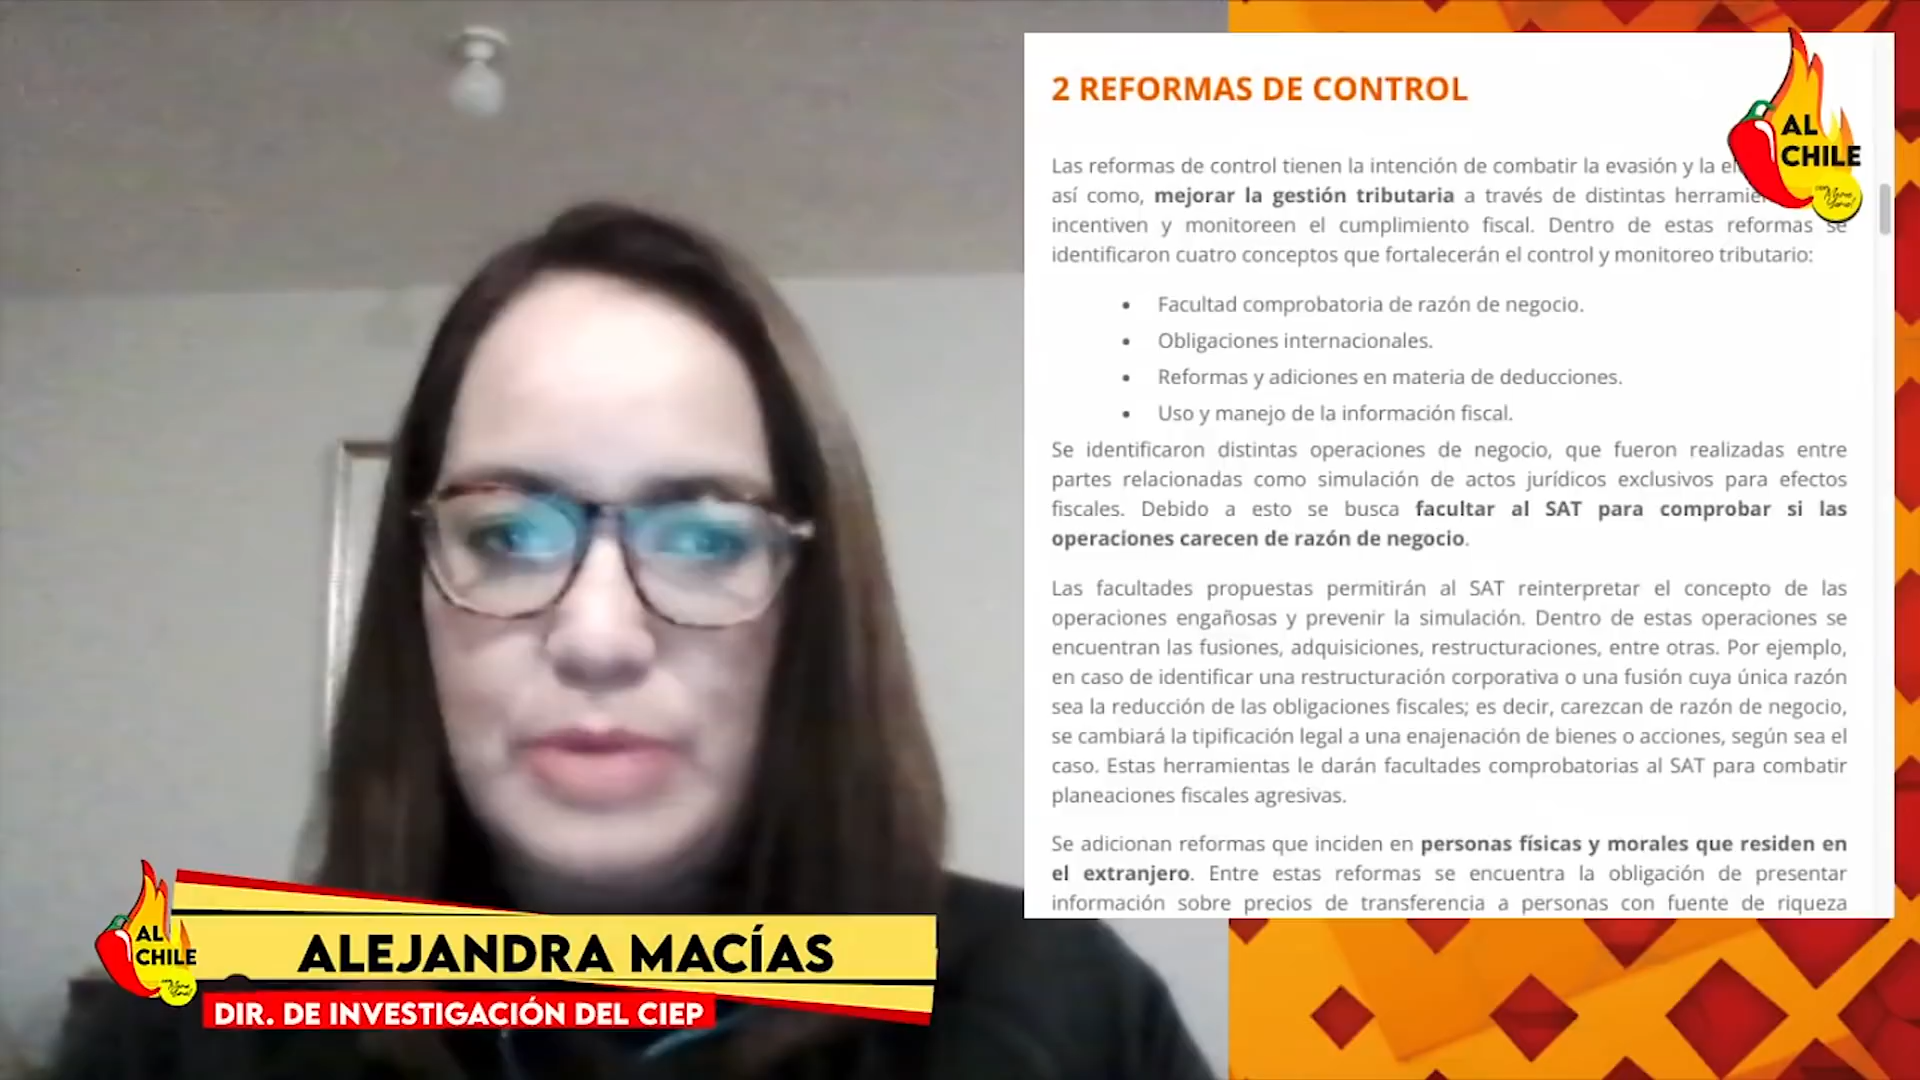 2 REFORMAS DE CONTROL
AL
CHILE
Las reformas de control tienen la intención de combatir la evasión y la
así como, mejorar la gestión tributaria a través de distintas
incentiven y monitoreen el cumplimiento fiscal. Dentro de estas reformas se
identificaron cuatro conceptos que fortalecerán el control y monitoreo tributario:
• Facultad comprobatoria de razón de negocio.
• Obligaciones internacionales.
• Reformas y adiciones en materia de deducciones.
• Uso y manejo de la información fiscal.
Se identificaron distintas operaciones de negocio, que fueron realizadas entre
partes relacionadas como simulación de actos jurídicos exclusivos para efectos
fiscales. Debido a esto se busca facultar al SAT para comprobar si las
operaciones carecen de razón de negocio.
Las facultades propuestas permitirán al SAT reinterpretar el concepto de las
operaciones engañosas y prevenir la simulación. Dentro de estas operaciones se
encuentran las fusiones, adquisiciones, restructuraciones, entre otras. Por ejemplo,
en caso de identificar una restructuración corporativa o una fusión cuya única razón
sea la reducción de las obligaciones fiscales; es decir, carezcan de razón de negocio,
se cambiará la tipificación legal a una enajenación de bienes o acciones, según sea el
caso. Estas herramientas le darán facultades comprobatorias al SAT para combatir
planeaciones fiscales agresivas.
Se adicionan reformas que inciden en personas físicas y morales que residen en
el extranjero. Entre estas reformas se encuentra la obligación de presentar
información sobre precios de transferencia a personas con fuente de riqueza
AL
CHILE
ALEJANDRA MACÍAS
DIR. DE INVESTIGACIÓN DEL CIEP